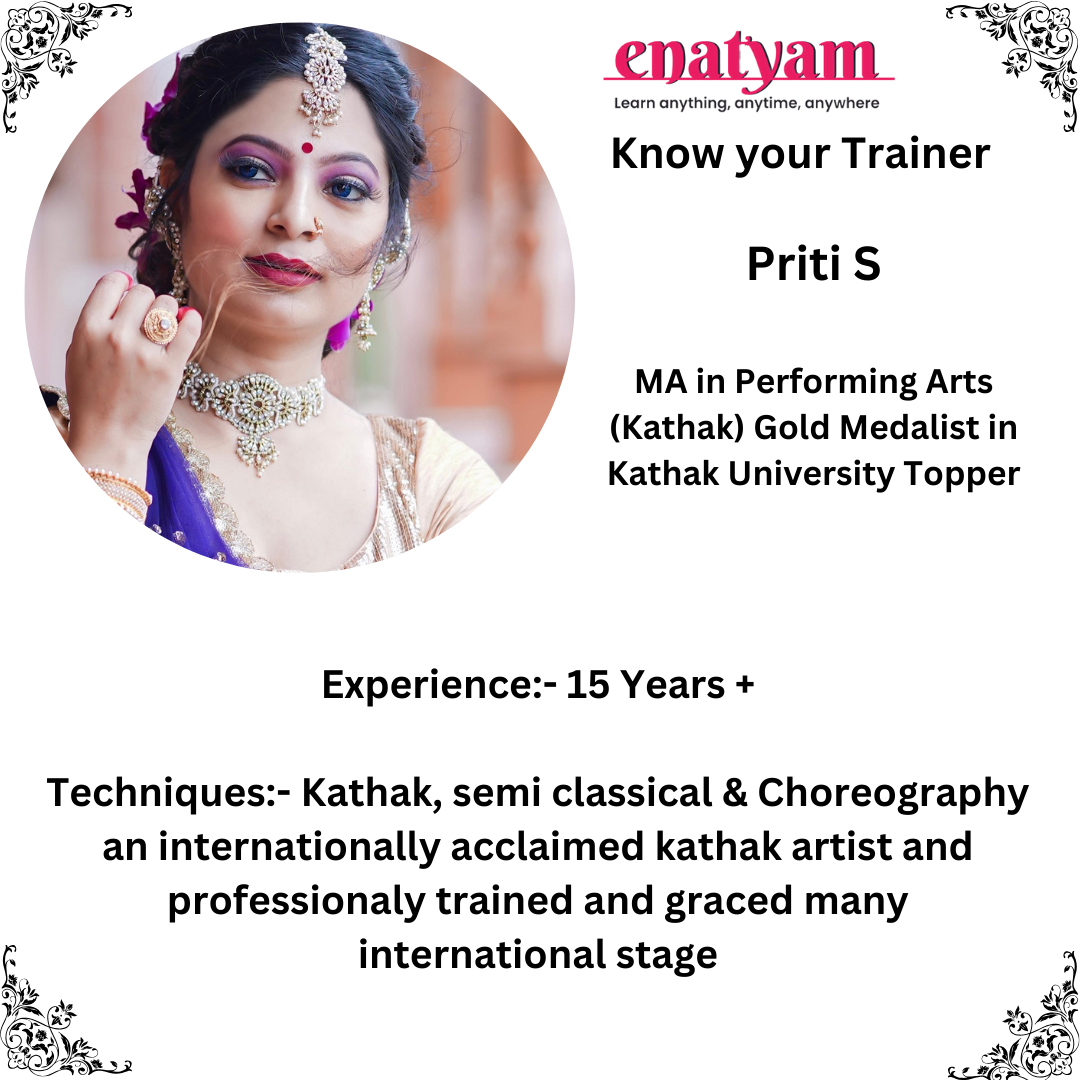 enatyam
Learn anything, anytime, anywhere
Know your Trainer
Priti S
MA in Performing Arts
(Kathak) Gold Medalist in
Kathak University Topper
Experience:- 15 Years +
Techniques:- Kathak, semi classical & Choreography
an internationally acclaimed kathak artist and
professionaly trained and graced many
international stage